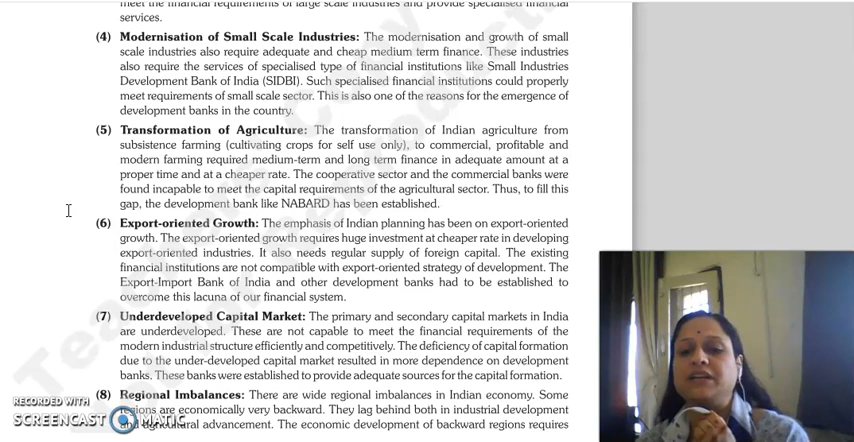 meet the financial requirements of large scale industries and provide specialised financial
services.
(4) Modernisation of Small Scale Industries: The modernisation and growth of small
scale industries also require adequate and cheap medium term finance. These industries
also require the services of specialised type of financial institutions like Small Industries
Development Bank of India (SIDBI). Such specialised financial institutions could properly
meet requirements of small scale sector. This is also one of the reasons for the emergence of
development banks in the country.
(5) Transformation of Agriculture: The transformation of Indian agriculture from
subsistence farming (cultivating crops for self use only), to commercial, profitable and
modern farming required medium-term and long term finance in adequate amount at a
proper time and at a cheaper rate. The cooperative sector and the commercial banks were
found incapable to meet the capital requirements of the agricultural sector. Thus, to fill this
gap, the development bank like NABARD has been established.
(6) Export-oriented Growth: The emphasis of Indian planning has been on export-oriented
growth. The export-oriented growth requires huge investment at cheaper rate in developing
export-oriented industries. It also needs regular supply of foreign capital. The existing
financial institutions are not compatible with export-oriented strategy of development. The
Export-Import Bank of India and other development banks had to be established to
overcome this lacuna of our financial system.
(7) Underdeveloped Capital Market: The primary and secondary capital markets in India
are underdeveloped. These are not capable to meet the financial requirements of the
modern industrial structure efficiently and competitively. The deficiency of capital formation
due to the under-developed capital market resulted in more dependence on development
banks. These banks were established to provide adequate sources for the capital formation.
(8) Regional Imbalances: There are wide regional imbalances in Indian economy. Some
regions are economically very backward. They lag behind both in industrial development
and agricultural advancement. The economic development of backward regions requires
RECORDED WITH
SCREENCAST MATIC